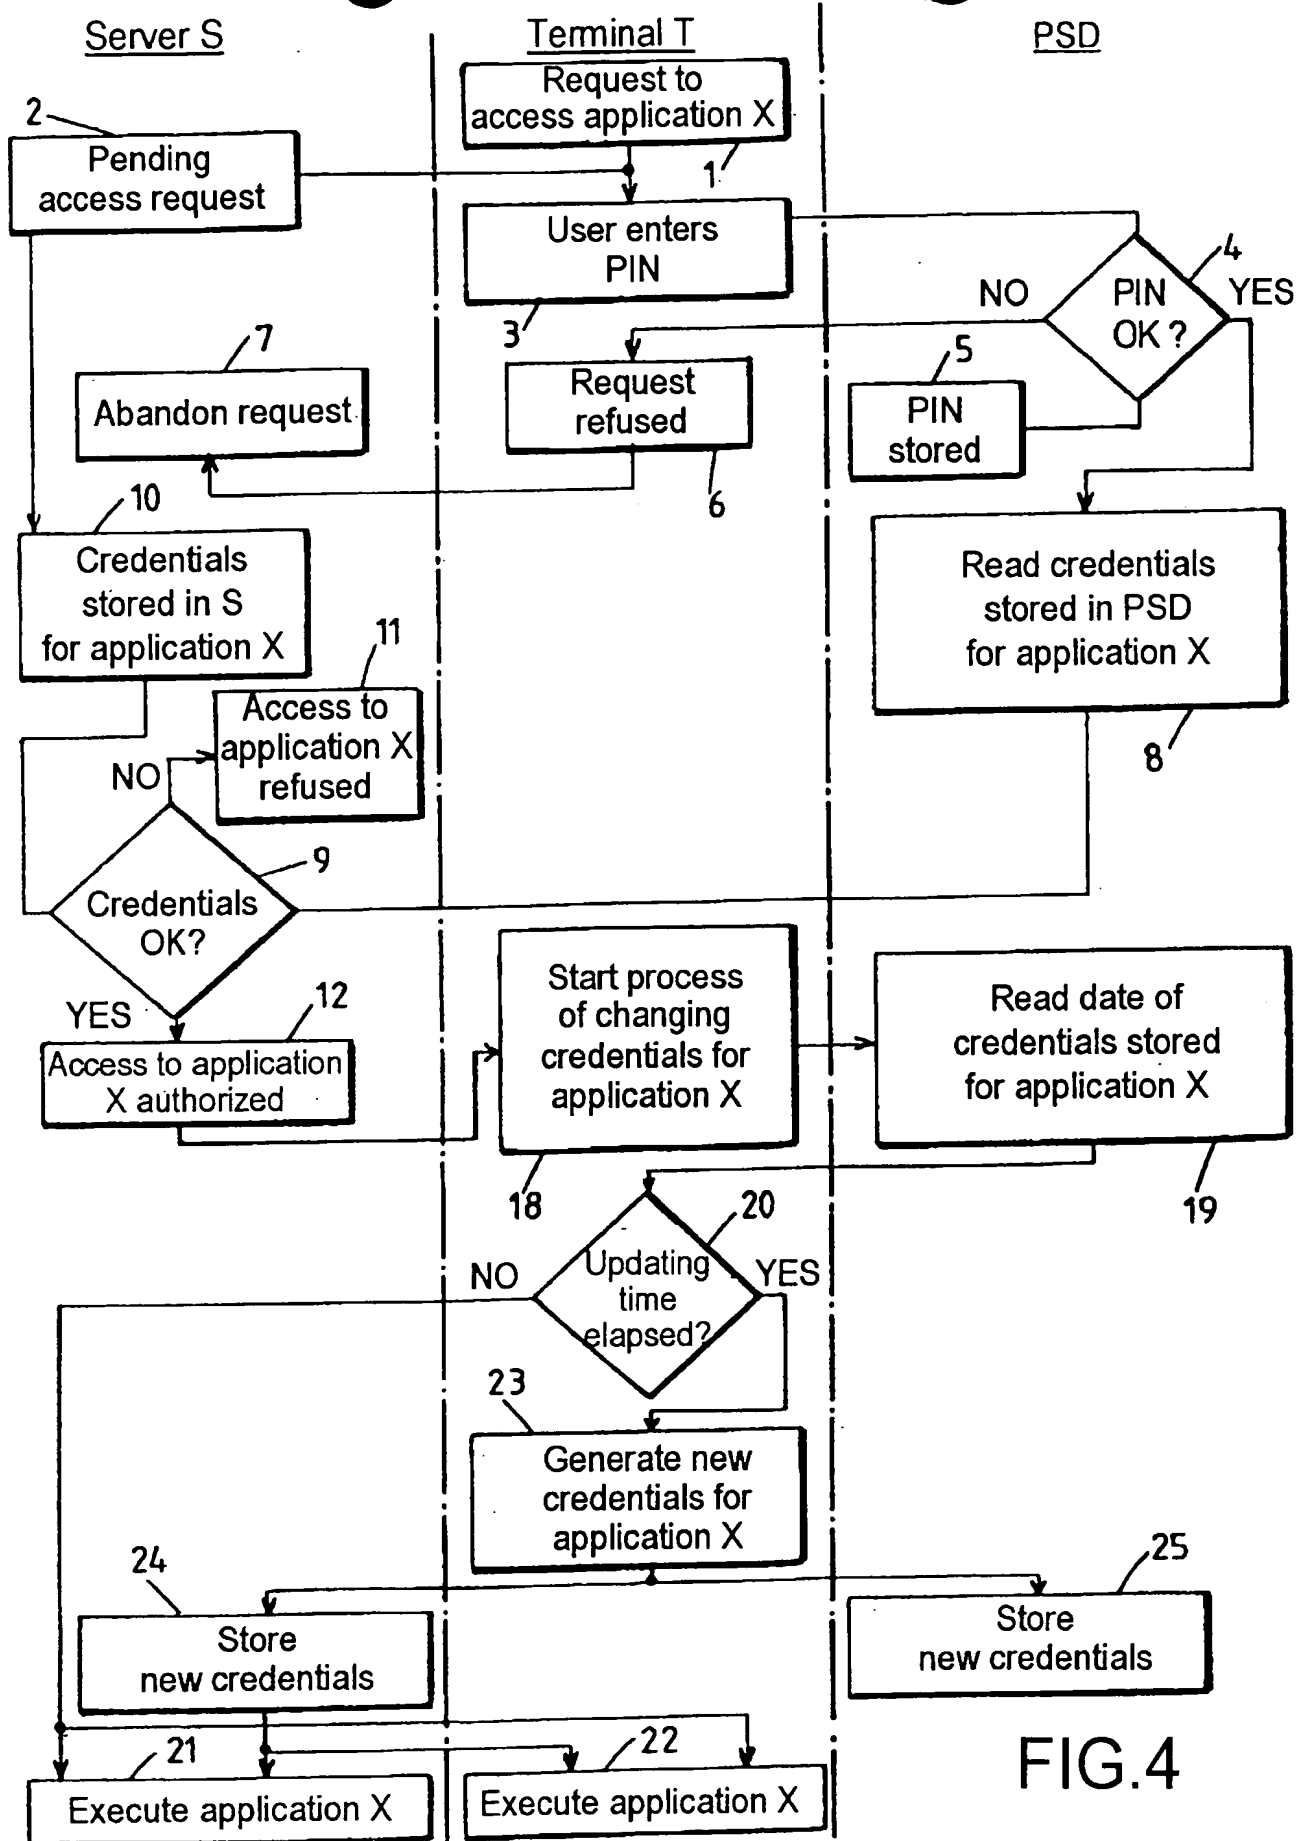 Server S
Terminal T
PSD
Request to
access application X
1
2
Pending
access request
User enters
PIN
3
4
NO
PIN
OK?
YES
5
PIN
stored
7
Abandon request
Request
refused
6
10
Credentials
stored in S
for application X
Read credentials
stored in PSD
for application X
8
11
Access to
application X
refused
NO
9
Credentials
OK?
YES
12
Access to application
X authorized
Start process
of changing
credentials for
application X
18
Read date of
credentials stored
for application X
19
20
NO
Updating
time
elapsed?
YES
23
Generate new
credentials for
application X
24
Store
new credentials
25
Store
new credentials
21
Execute application X
22
Execute application X
FIG.4